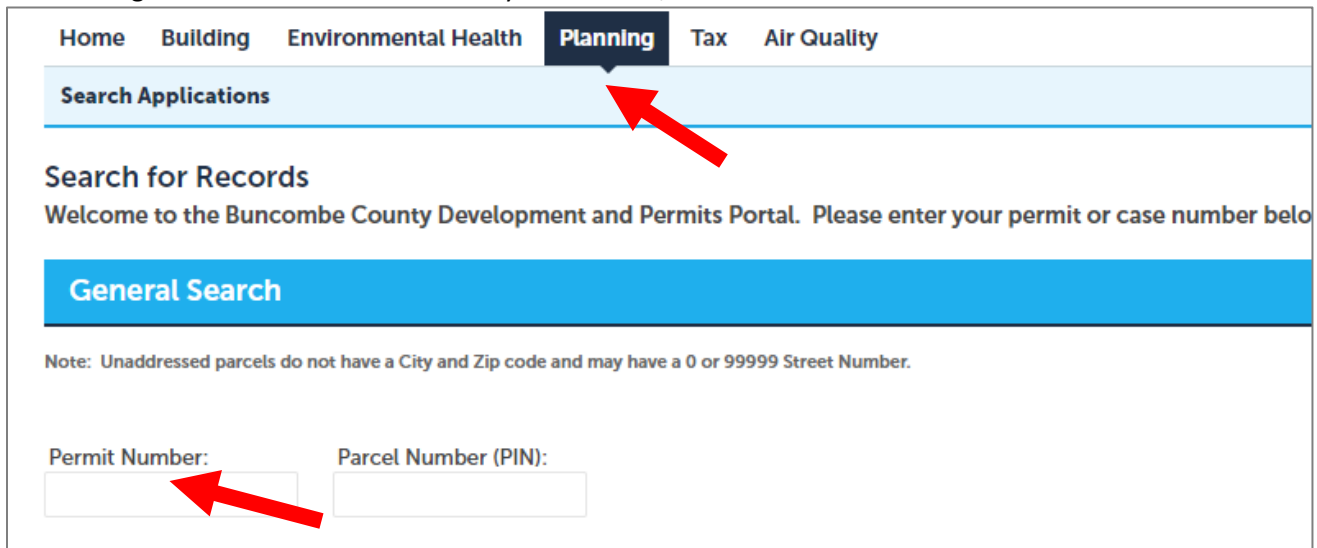 Home Building Environmental Health Planning Tax Air Quality
Search Applications
Search for Records
Welcome to the Buncombe County Development and Permits Portal. Please enter your permit or case number belo
General Search
Note: Unaddressed parcels do not have a City and Zip code and may have a 0 or 99999 Street Number.
Permit Number: Parcel Number (PIN):